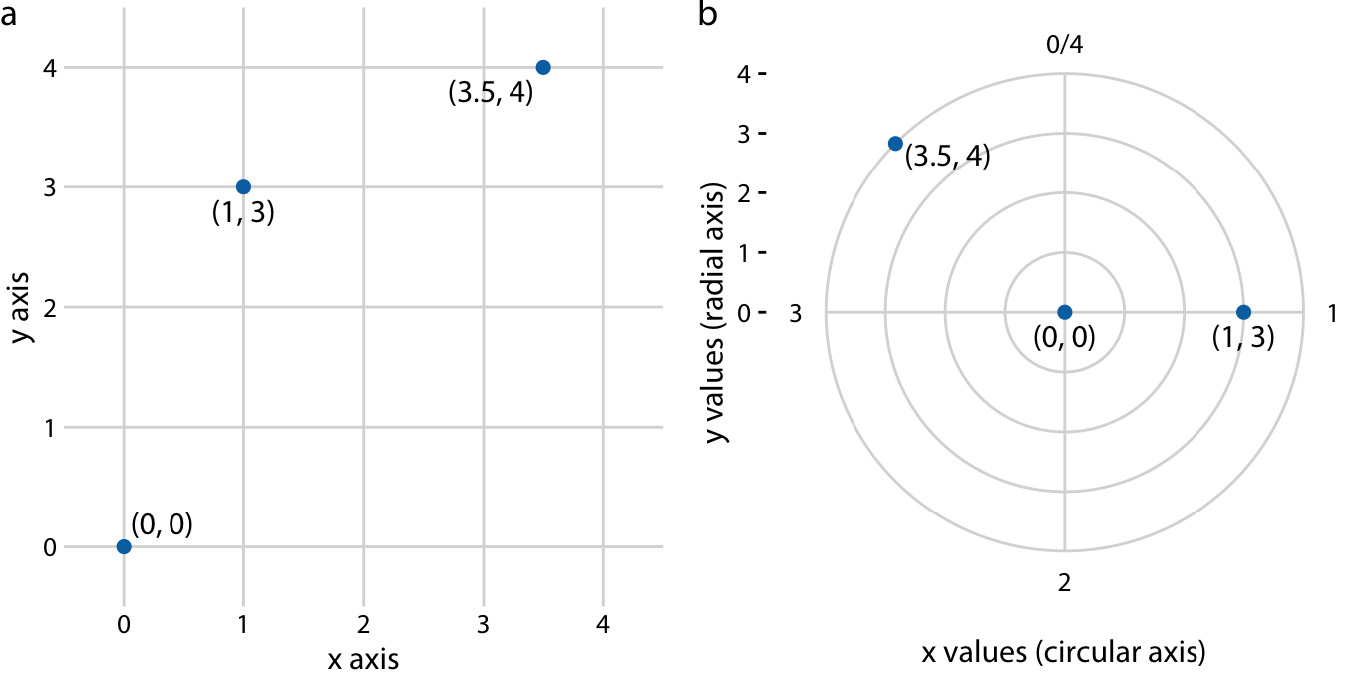 a
4
(3.5, 4)
3
(1, 3)
y axis
2
1
(0, 0)
0
0 1 2 3 4
x axis
b
0/4
4
3
(3.5, 4)
2
y values (radial axis)
1
0
3
1
(0, 0)
(1, 3)
2
x values (circular axis)